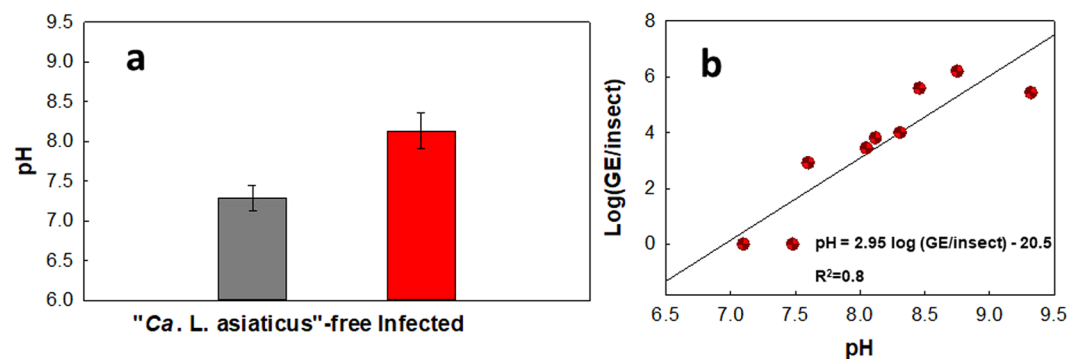 a
pH
9.5
9.0
8.5
8.0
7.5
7.0
6.5
6.0
"Ca. L. asiaticus"-free Infected
b
Log(GE/insect)
8
6
4
2
0
pH = 2.95 log (GE/insect) - 20.5
R²=0.8
6.5 7.0 7.5 8.0 8.5 9.0 9.5
pH